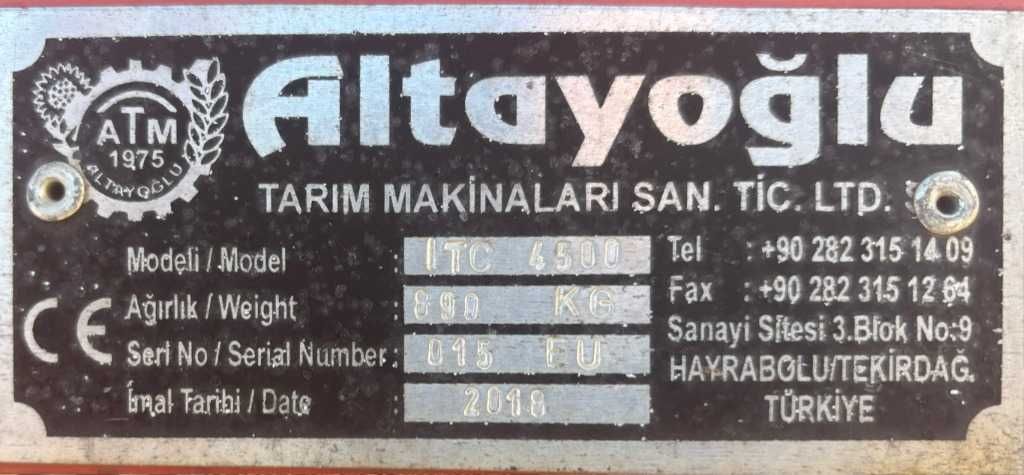 ATM
1975
ALTAYOĞLU
Altayoğlu
TARIM MAKİNALARI SAN. TİC. LTD.
Modeli / Model : ITC 4500
Ağırlık / Weight : 890 KG
Seri No / Serial Number : 015 EU
İmal Tarihi / Date : 2018
CE
Tel : +90 282 315 14 09
Fax : +90 282 315 12 64
Sanayi Sitesi 3.Blok No:9
HAYRABOLU/TEKİRDAĞ.
TÜRKİYE